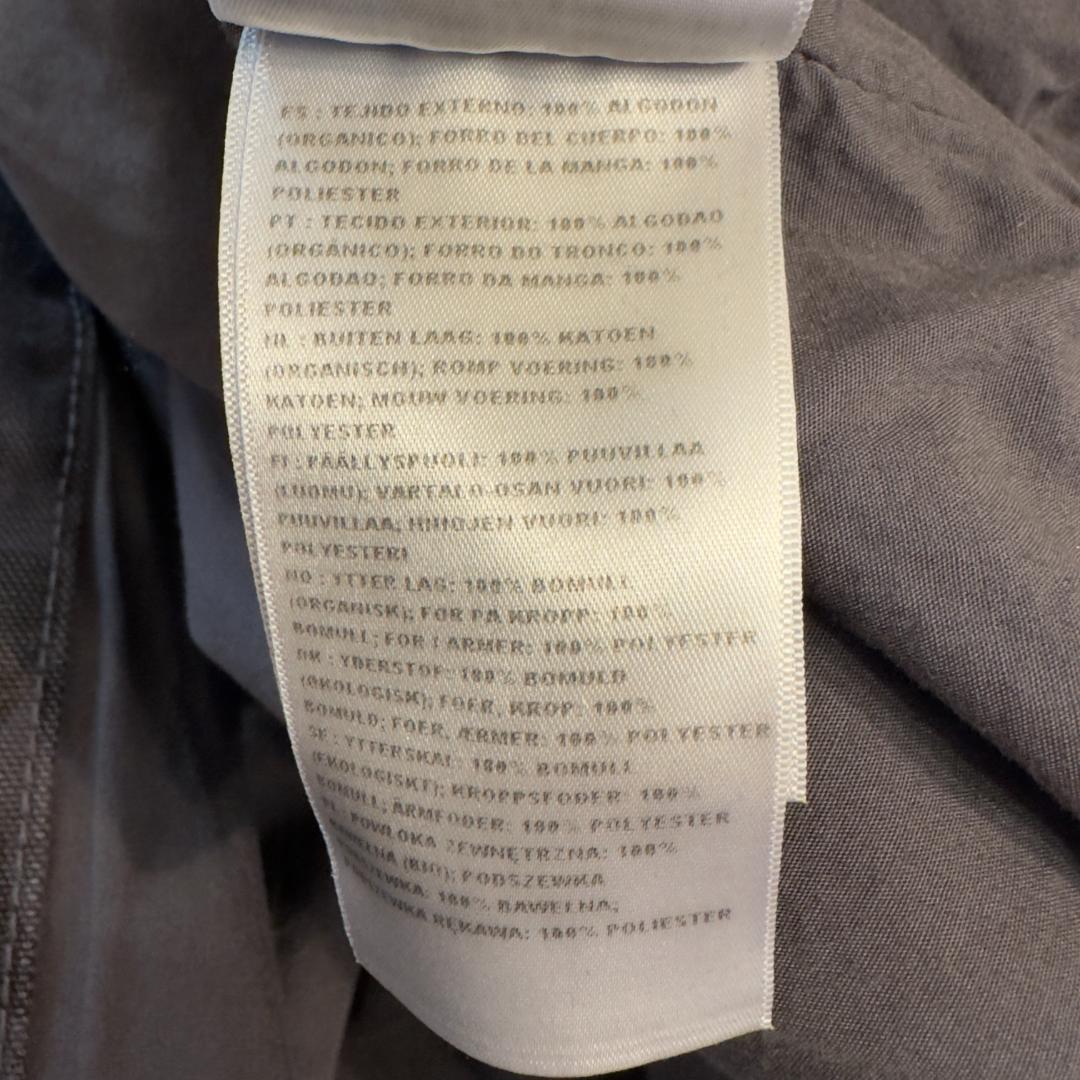 ES : TEJIDO EXTERNO: 100% ALGODON
(ORGANICO); FORRO DEL CUERPO: 100%
ALGODON; FORRO DE LA MANGA: 100%
POLIESTER
PT : TECIDO EXTERIOR: 100% ALGODAO
(ORGÂNICO); FORRO DO TRONCO: 100%
ALGODAO; FORRO DA MANGA: 100%
POLIESTER
NL : BUITEN LAAG: 100% KATOEN
(ORGANISCH); ROMP VOERING: 100%
KATOEN; MOUW VOERING: 100%
POLYESTER
FI : PÄÄLLYSPUOLI: 100% PUUVILLAA
(LUOMU); VARTALO-OSAN VUORI: 100%
PUUVILLAA; HIHOJEN VUORI: 100%
POLYESTERI
NO : YTTER LAG: 100% BOMULL
(ORGANISK); FOR PÅ KROPP: 100%
BOMULL; FOR I ARMER: 100% POLYESTER
DK : YDERSTOF: 100% BOMULD
(ØKOLOGISK); FOER, KROP: 100%
BOMULD; FOER, ÆRMER: 100% POLYESTER
SE : YTTERSKAL: 100% BOMULL
(EKOLOGISKT); KROPPSFODER: 100%
BOMULL; ÄRMFODER: 100% POLYESTER
PL : POWLOKA ZEWNĘTRZNA: 100%
BAWEŁNA (BIO); PODSZEWKA
100% BAWEŁNA;
RĘKAWA: 100% POLIESTER